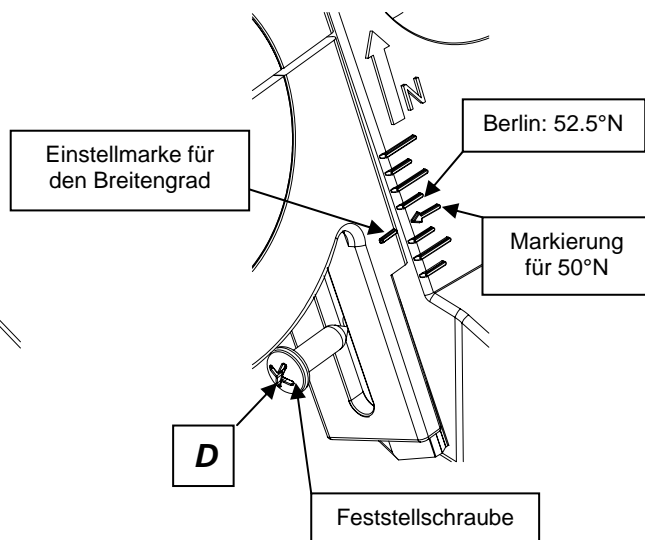 N
Berlin: 52.5°N
Einstellmarke für
den Breitengrad
Markierung
für 50°N
D
Feststellschraube